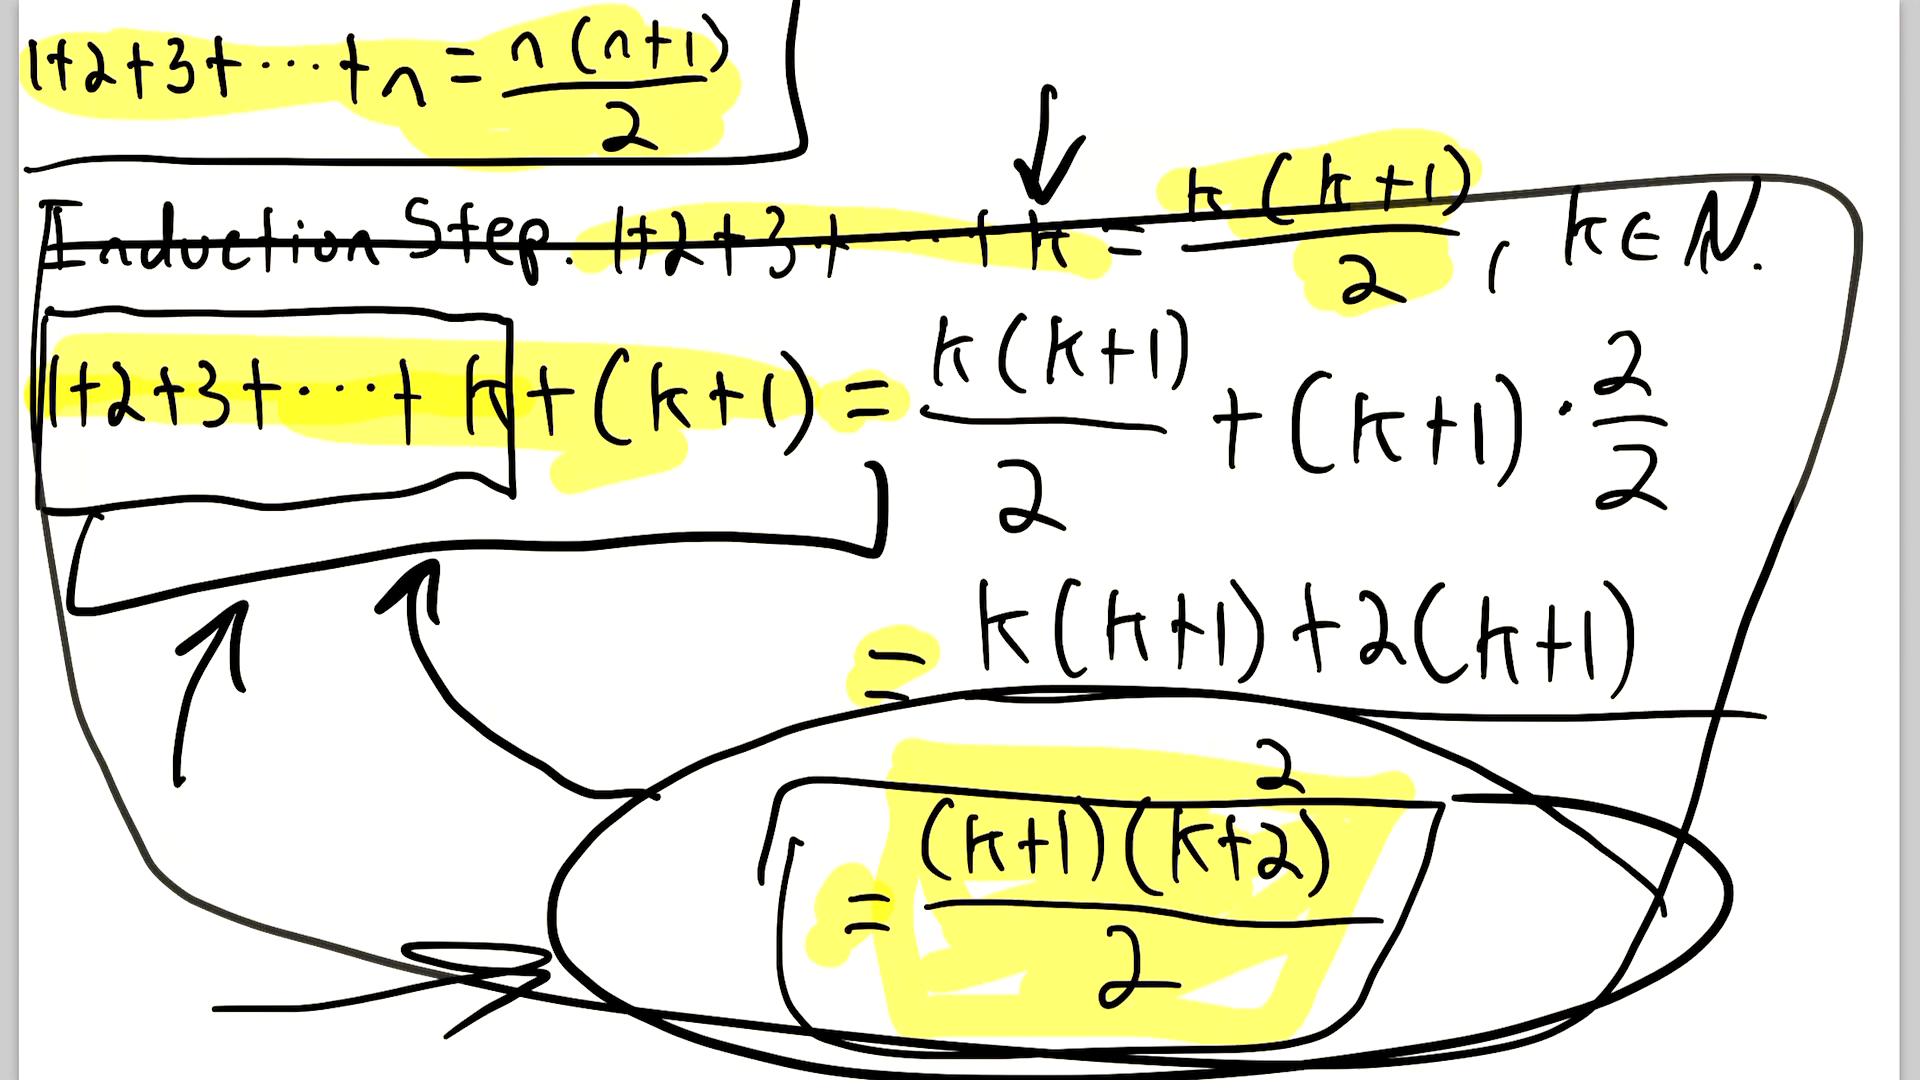 1+2+3+⋯+n = n(n+1)/2
Induction Step. 1+2+3+⋯+k = k(k+1)/2, k∈ℕ.
1+2+3+⋯+k+(k+1) = k(k+1)/2 + (k+1)·2/2
= (k(k+1)+2(k+1))/2
= (k+1)(k+2)/2